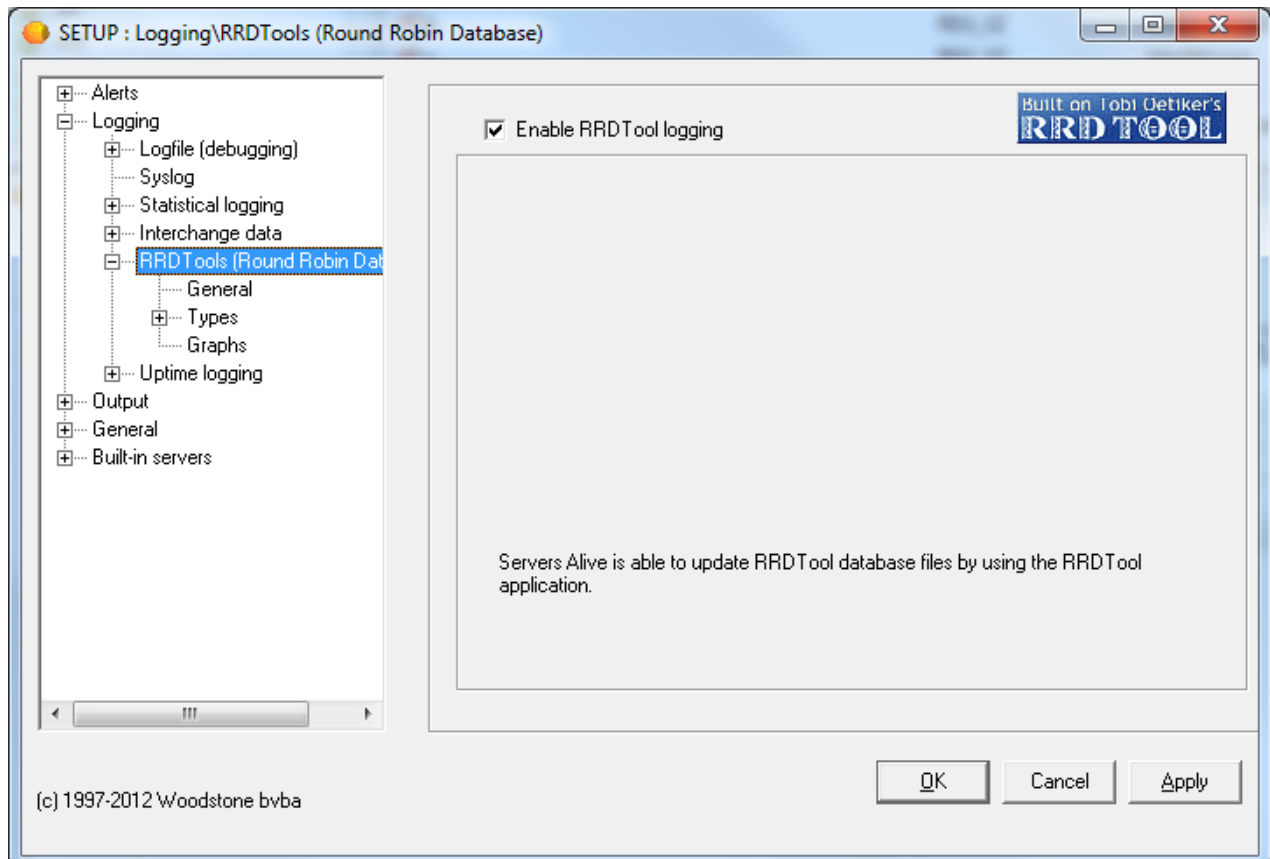 SETUP : Logging\RRDTools (Round Robin Database)
Alerts
Logging
Logfile (debugging)
Syslog
Statistical logging
Interchange data
RRDTools (Round Robin Dat
General
Types
Graphs
Uptime logging
Output
General
Built-in servers
Enable RRDTool logging
Built on Tobi Oetiker's
RRD TOOL
Servers Alive is able to update RRDTool database files by using the RRDTool
application.
OK
Cancel
Apply
(c) 1997-2012 Woodstone bvba